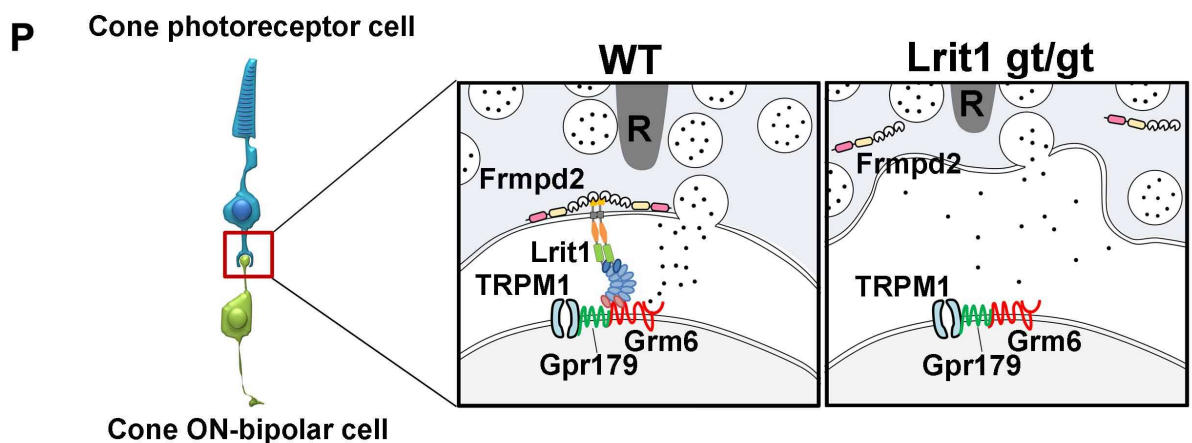 P
Cone photoreceptor cell
Cone ON-bipolar cell
WT
R
Frmpd2
Lrit1
TRPM1
Grm6
Gpr179
Lrit1 gt/gt
R
Frmpd2
TRPM1
Grm6
Gpr179